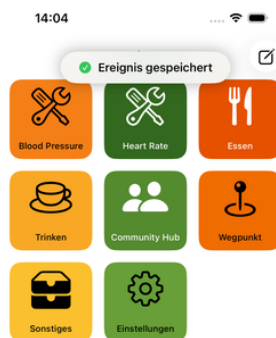 14:04
Ereignis gespeichert
Blood Pressure
Heart Rate
Essen
Trinken
Community Hub
Wegpunkt
Sonstiges
Einstellungen